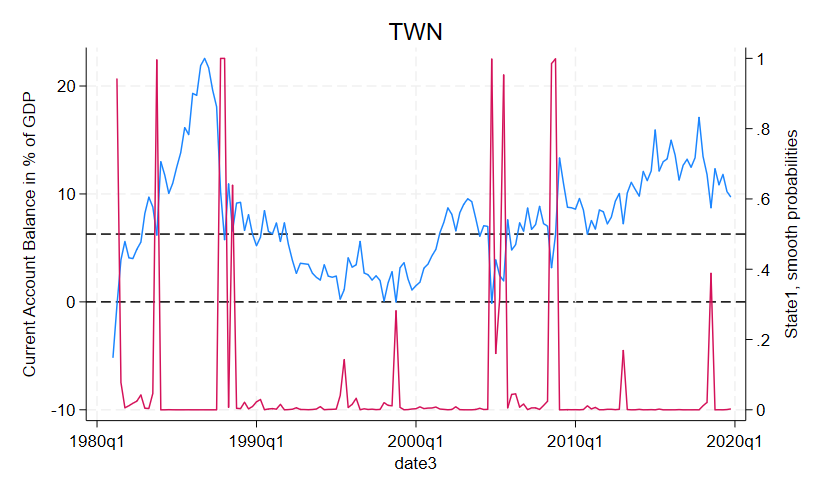 TWN
Current Account Balance in % of GDP
20
10
0
-10
1
.8
.6
.4
.2
0
State1, smooth probabilities
1980q1
1990q1
2000q1
2010q1
2020q1
date3